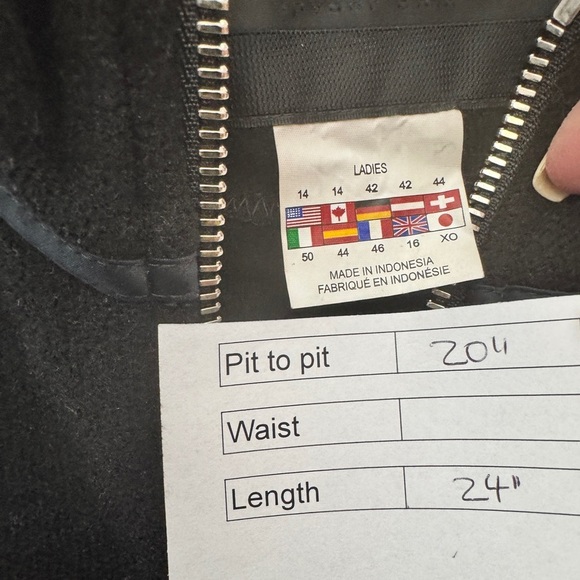 LADIES
14 14 42 42 44
50 44 46 16 XO
MADE IN INDONESIA
FABRIQUÉ EN INDONÉSIE
Pit to pit 20"
Waist
Length 24"